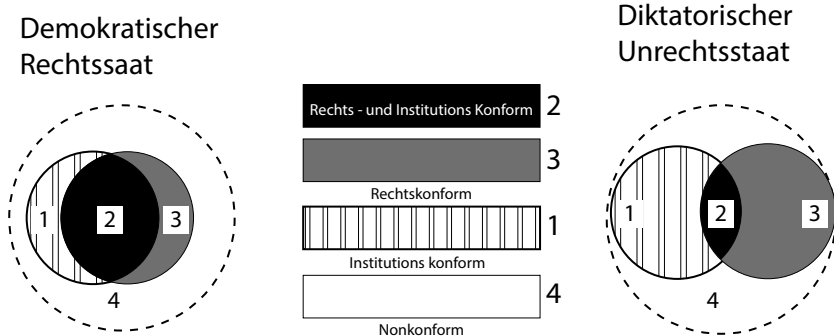 Demokratischer
Rechtssaat
1
2
3
4
Rechts - und Institutions Konform
2
3
Rechtskonform
1
Institutions konform
4
Nonkonform
Diktatorischer
Unrechtsstaat
1
2
3
4